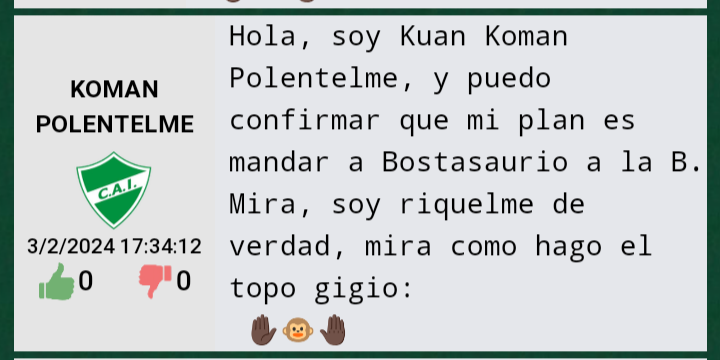 KOMAN
POLENTELME
C.A.I.
3/2/2024 17:34:12
0
0
Hola, soy Kuan Koman
Polentelme, y puedo
confirmar que mi plan es
mandar a Bostasaurio a la B.
Mira, soy riquelme de
verdad, mira como hago el
topo gigio:
✋🏿🐵✋🏿